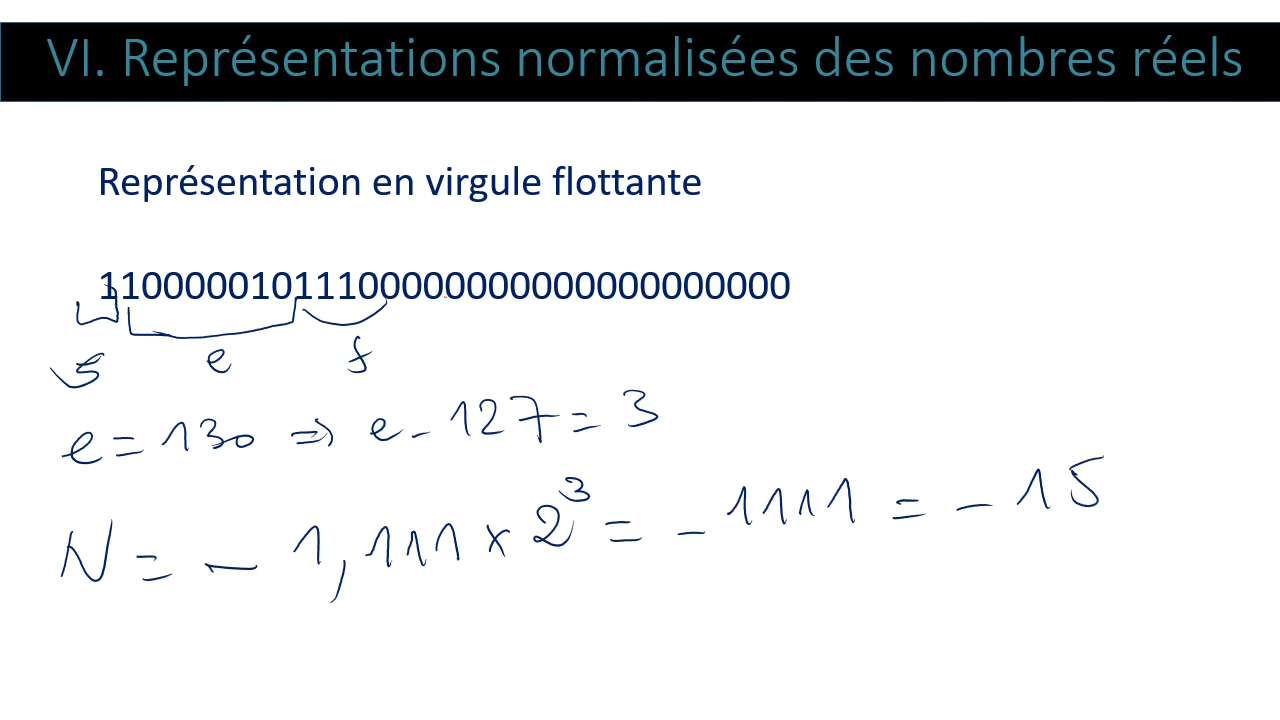 VI. Représentations normalisées des nombres réels
Représentation en virgule flottante
11000001011100000000000000000000
s e f
e = 130 => e - 127 = 3
N = - 1,111 x 2³ = - 1111 = - 15